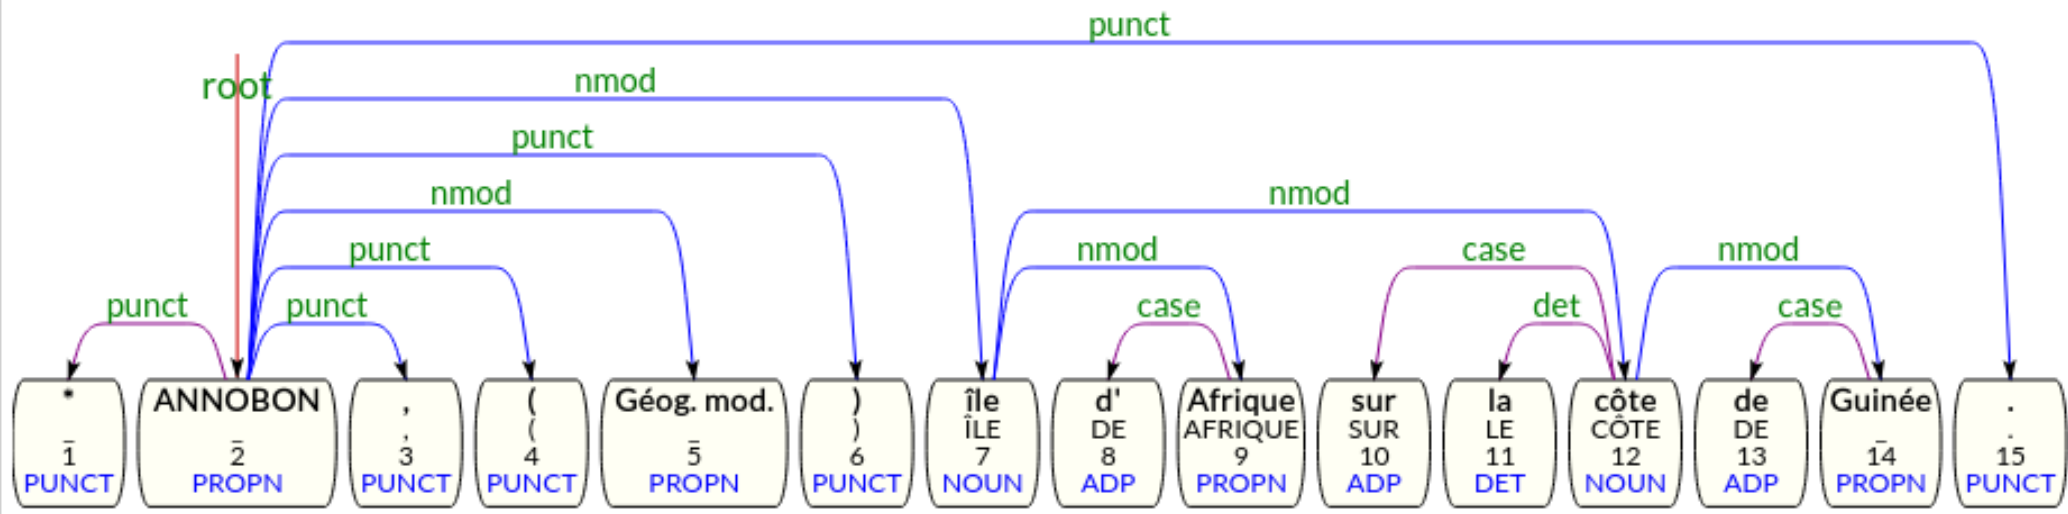 punct
root nmod
punct
nmod nmod
punct nmod case nmod
punct punct case det case
* ANNOBON , ( Géog. mod. ) île d' Afrique sur la côte de Guinée .
_ _ , ( _ ) ÎLE DE AFRIQUE SUR LE CÔTE DE _ .
1 2 3 4 5 6 7 8 9 10 11 12 13 14 15
PUNCT PROPN PUNCT PUNCT PROPN PUNCT NOUN ADP PROPN ADP DET NOUN ADP PROPN PUNCT